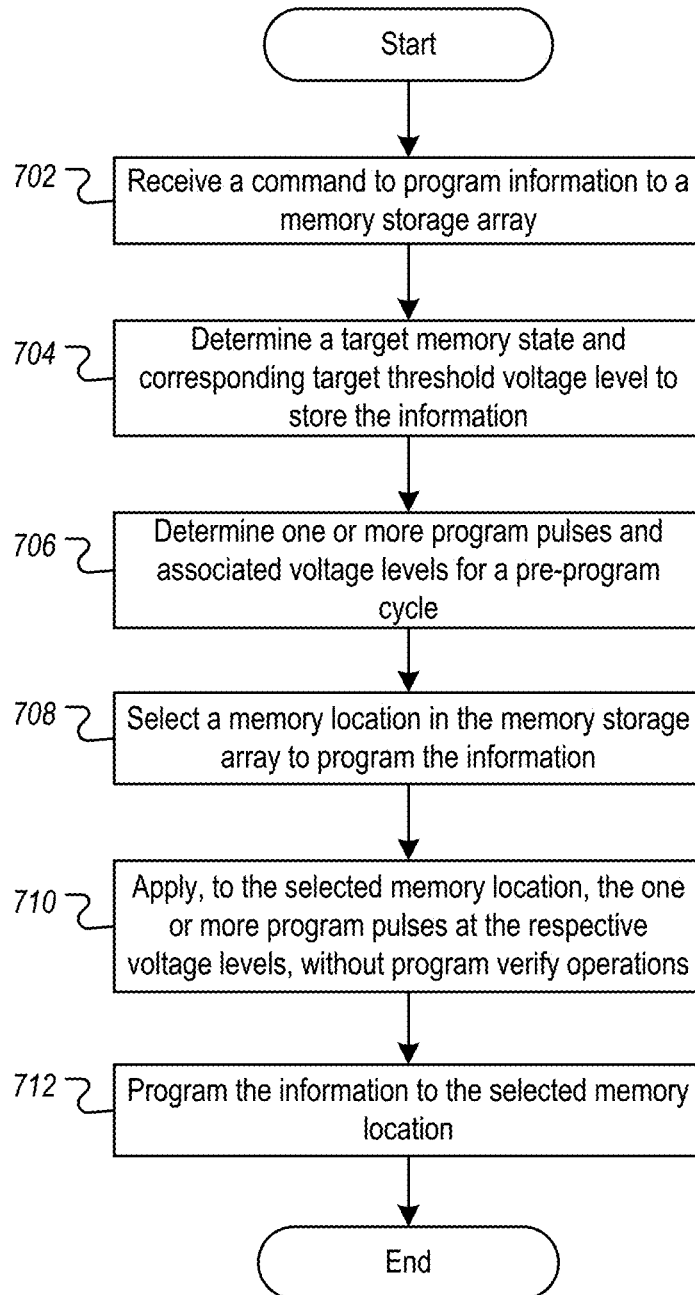 Start
702
Receive a command to program information to a
memory storage array
704
Determine a target memory state and
corresponding target threshold voltage level to
store the information
706
Determine one or more program pulses and
associated voltage levels for a pre-program
cycle
708
Select a memory location in the memory storage
array to program the information
710
Apply, to the selected memory location, the one
or more program pulses at the respective
voltage levels, without program verify operations
712
Program the information to the selected memory
location
End